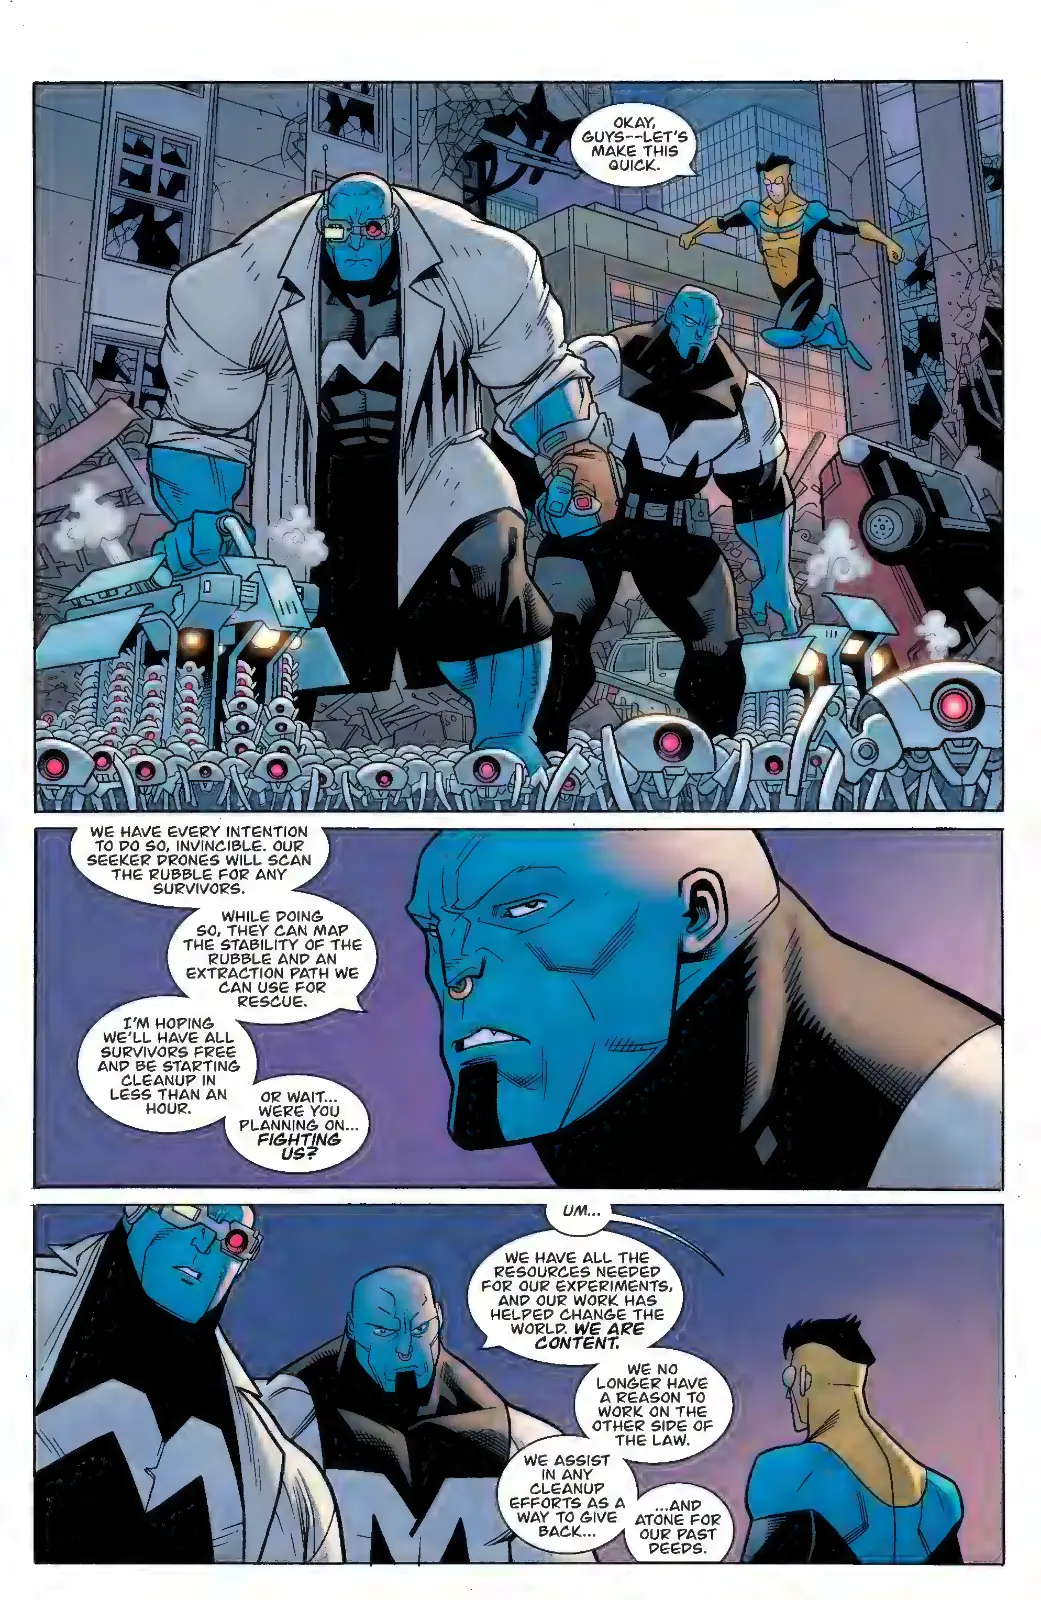 OKAY,
GUYS--LET'S
MAKE THIS
QUICK.
WE HAVE EVERY INTENTION
TO DO SO, INVINCIBLE. OUR
SEEKER DRONES WILL SCAN
THE RUBBLE FOR ANY
SURVIVORS.
WHILE DOING
SO, THEY CAN MAP
THE STABILITY OF THE
RUBBLE AND AN
EXTRACTION PATH WE
CAN USE FOR
RESCUE.
I'M HOPING
WE'LL HAVE ALL
SURVIVORS FREE
AND BE STARTING
CLEANUP IN
LESS THAN AN
HOUR.
OR WAIT...
WERE YOU
PLANNING ON...
FIGHTING
US?
UM...
WE HAVE ALL THE
RESOURCES NEEDED
FOR OUR EXPERIMENTS,
AND OUR WORK HAS
HELPED CHANGE THE
WORLD. WE ARE
CONTENT.
WE NO
LONGER HAVE
A REASON TO
WORK ON THE
OTHER SIDE OF
THE LAW.
WE ASSIST
IN ANY
CLEANUP
EFFORTS AS A
WAY TO GIVE
BACK...
...AND
ATONE FOR
OUR PAST
DEEDS.